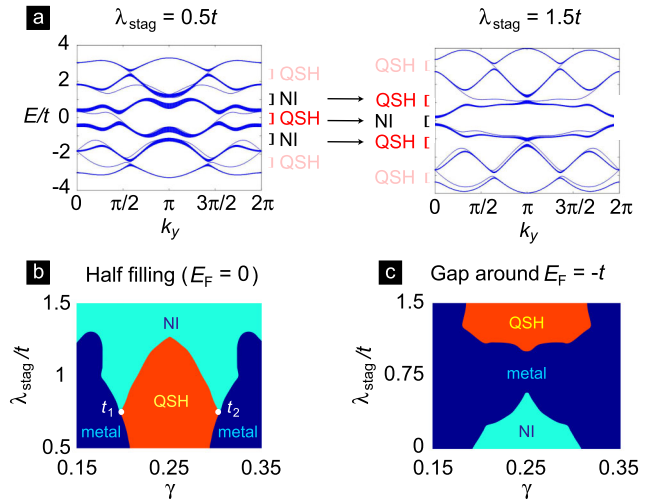 a
λstag = 0.5t
λstag = 1.5t
4
2
E/t 0
-2
-4
0 π/2 π 3π/2 2π
ky
QSH
NI
QSH
NI
QSH
QSH
QSH
NI
QSH
QSH
0 π/2 π 3π/2 2π
ky
b Half filling (EF = 0)
1.5
1
0.5
λstag/t
NI
QSH
t1
t2
metal
metal
0.15 0.25 0.35
γ
c Gap around EF = -t
1.5
0.75
0
λstag/t
QSH
metal
NI
0.15 0.25 0.35
γ